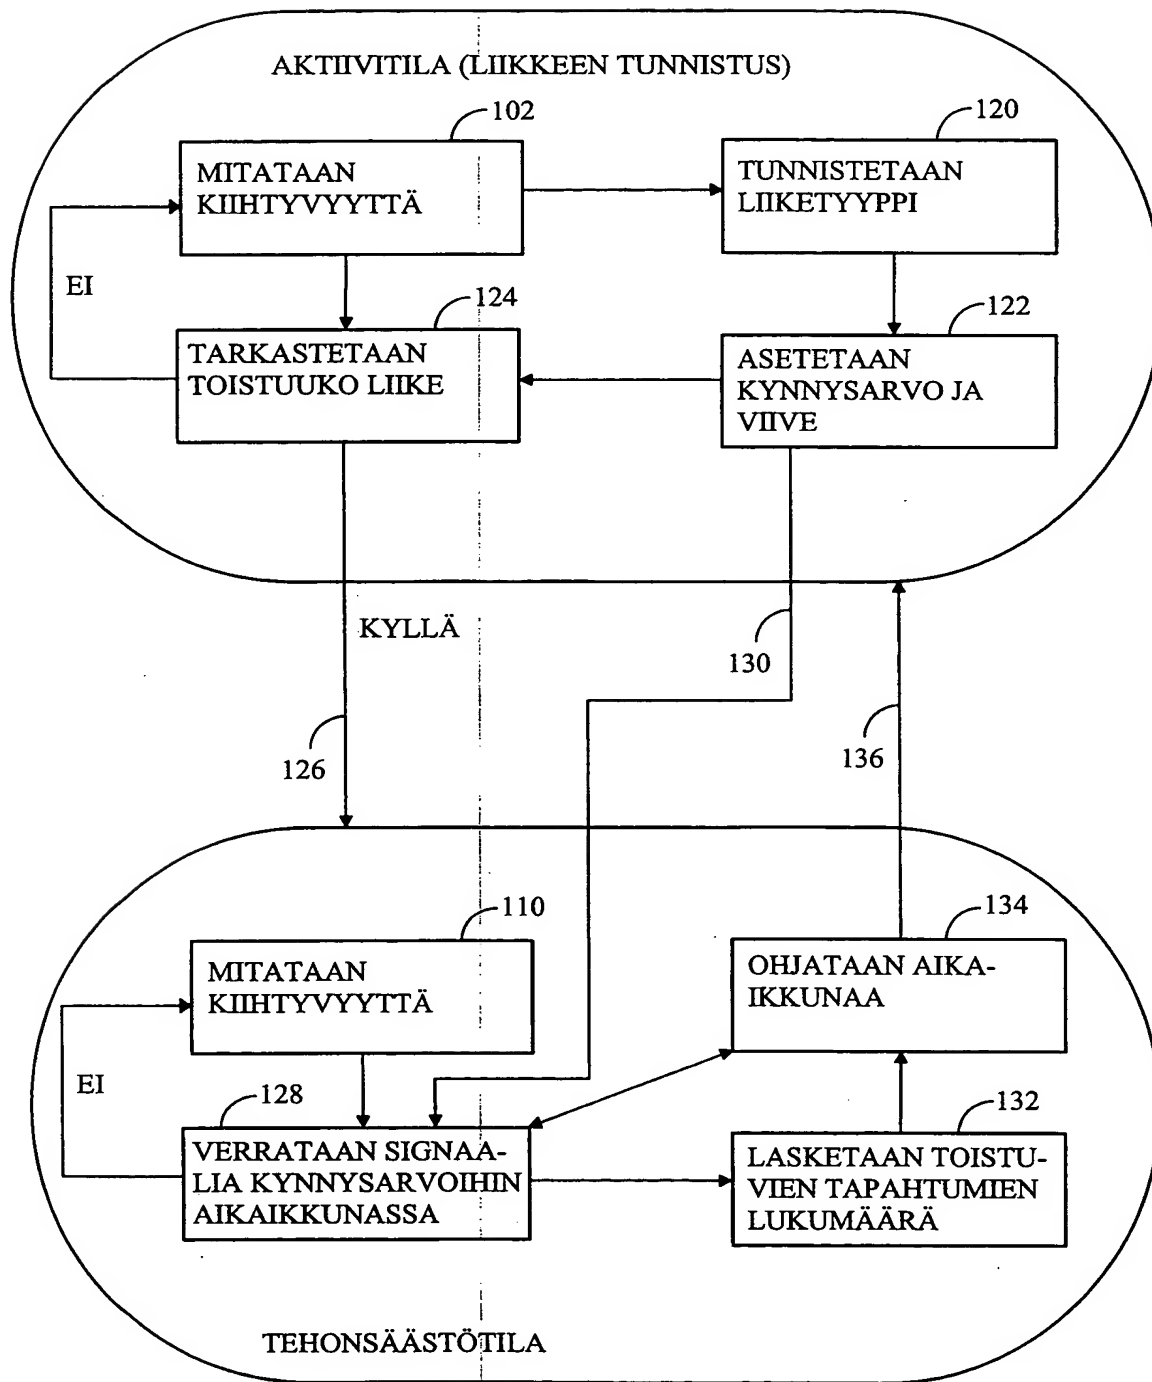 AKTIIVITILA (LIIKKEEN TUNNISTUS)
102
120
MITATAAN
KIIHTYVYYTTÄ
TUNNISTETAAN
LIIKETYYPPI
EI
124
122
TARKASTETAAN
TOISTUUKO LIIKE
ASETETAAN
KYNNYSARVO JA
VIIVE
KYLLÄ
130
126
136
110
134
MITATAAN
KIIHTYVYYTTÄ
OHJATAAN AIKA-
IKKUNAA
EI
128
132
VERRATAAN SIGNAA-
LIA KYNNYSARVOIHIN
AIKAIKKUNASSA
LASKETAAN TOISTU-
VIEN TAPAHTUMIEN
LUKUMÄÄRÄ
TEHONSÄÄSTÖTILA